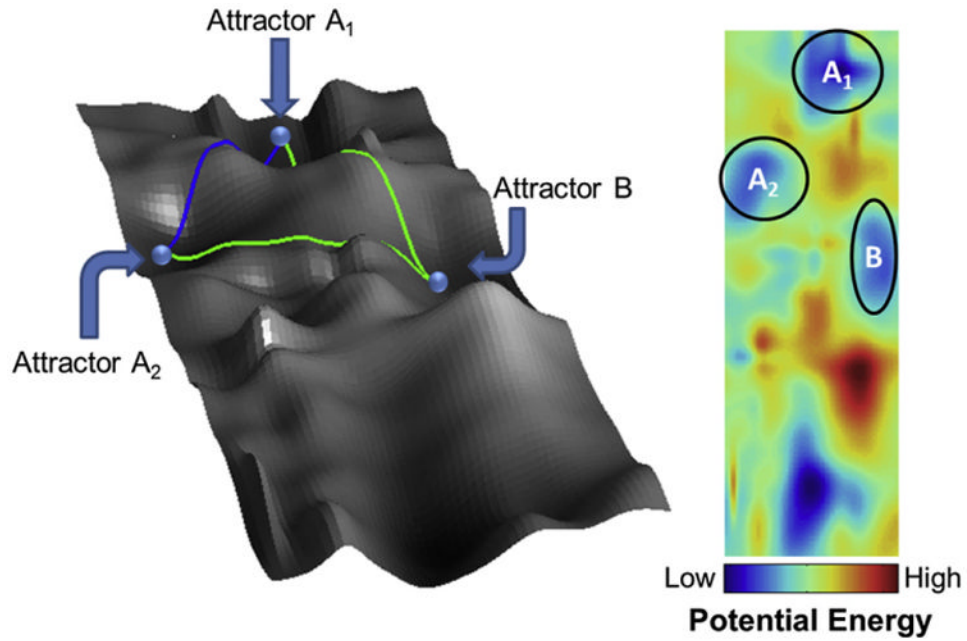 Attractor A₁
Attractor B
Attractor A₂
A₁
A₂
B
Low
High
Potential Energy